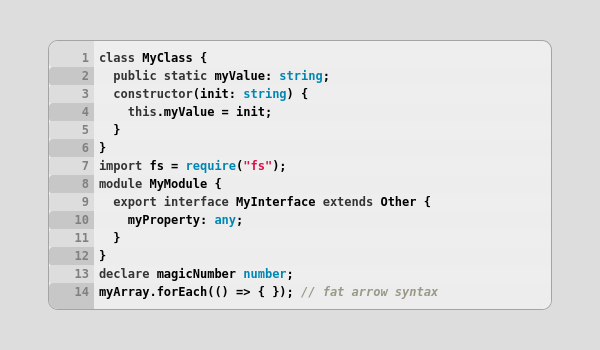 1 class MyClass {
2   public static myValue: string;
3   constructor(init: string) {
4     this.myValue = init;
5   }
6 }
7 import fs = require("fs");
8 module MyModule {
9   export interface MyInterface extends Other {
10     myProperty: any;
11   }
12 }
13 declare magicNumber number;
14 myArray.forEach(() => { }); // fat arrow syntax